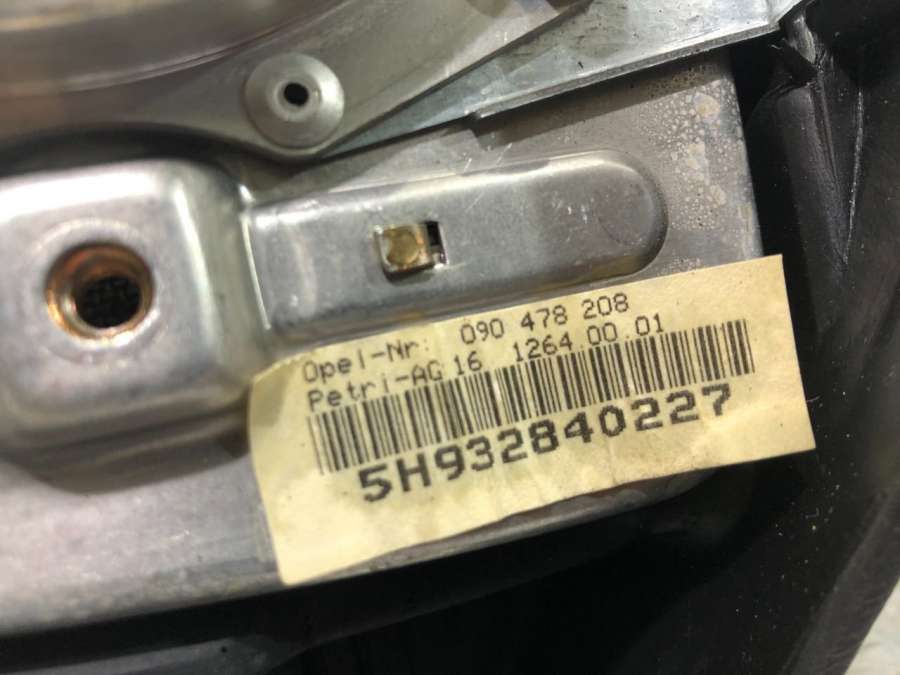 Opel-Nr: 090 478 208
Petri-AG 16 1264 00 01
5H932840227